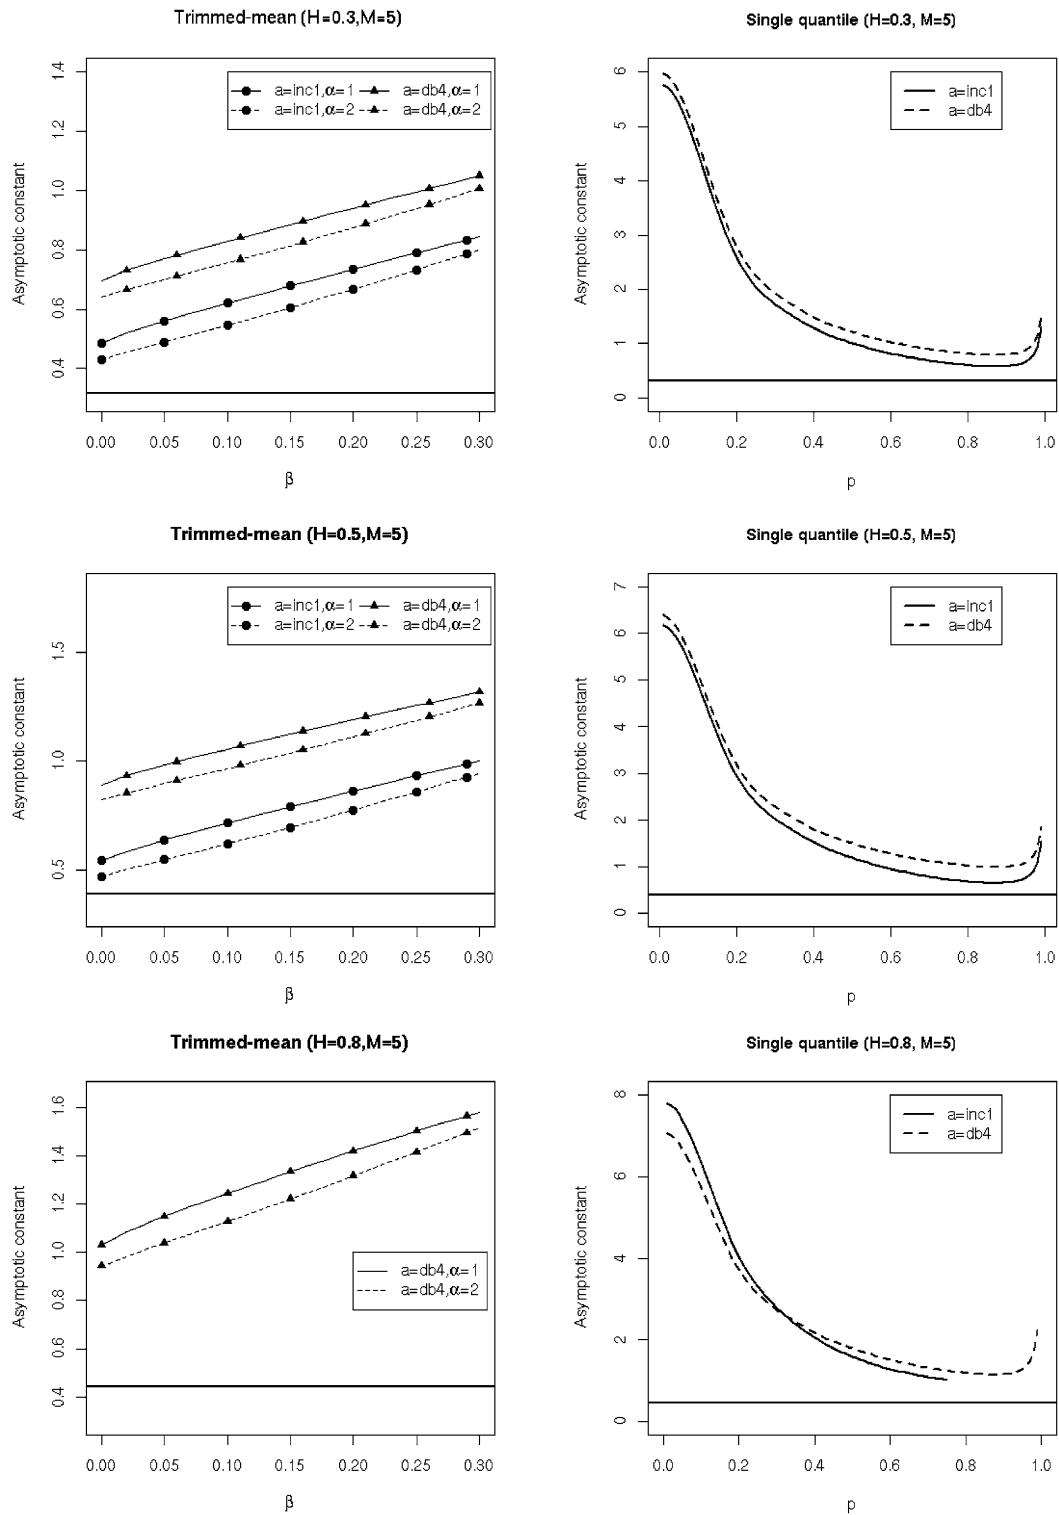 Trimmed-mean (H=0.3,M=5)
Asymptotic constant
1.4
1.2
1.0
0.8
0.6
0.4
a=inc1,α=1 a=db4,α=1
a=inc1,α=2 a=db4,α=2
0.00 0.05 0.10 0.15 0.20 0.25 0.30
β
Single quantile (H=0.3, M=5)
Asymptotic constant
6
5
4
3
2
1
0
a=inc1
a=db4
0.0 0.2 0.4 0.6 0.8 1.0
p
Trimmed-mean (H=0.5,M=5)
Asymptotic constant
1.5
1.0
0.5
a=inc1,α=1 a=db4,α=1
a=inc1,α=2 a=db4,α=2
0.00 0.05 0.10 0.15 0.20 0.25 0.30
β
Single quantile (H=0.5, M=5)
Asymptotic constant
7
6
5
4
3
2
1
0
a=inc1
a=db4
0.0 0.2 0.4 0.6 0.8 1.0
p
Trimmed-mean (H=0.8,M=5)
Asymptotic constant
1.6
1.4
1.2
1.0
0.8
0.6
0.4
a=db4,α=1
a=db4,α=2
0.00 0.05 0.10 0.15 0.20 0.25 0.30
β
Single quantile (H=0.8, M=5)
Asymptotic constant
8
6
4
2
0
a=inc1
a=db4
0.0 0.2 0.4 0.6 0.8 1.0
p